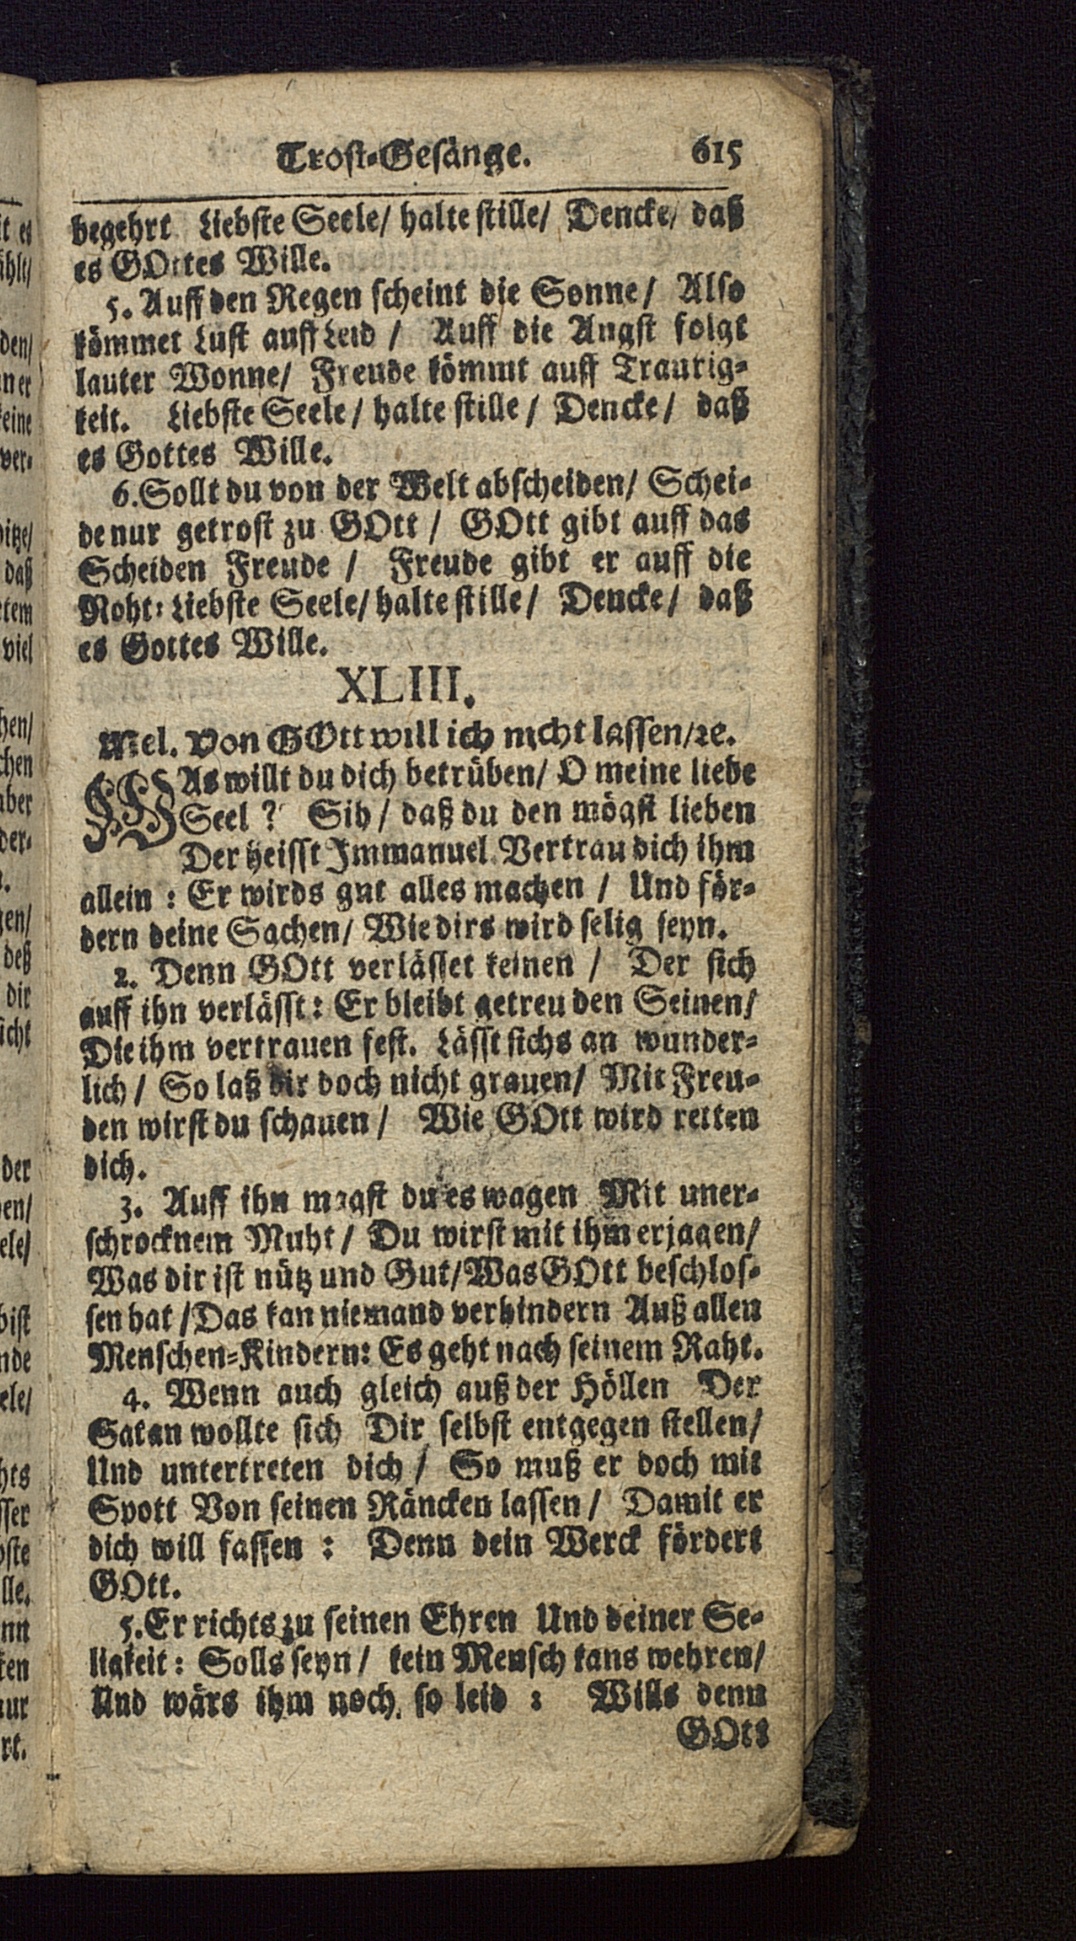 Trost-Gesänge. 615
begehrt Liebste Seele/ halte stille/ Dencke/ daß
es GOttes Wille.
5. Auff den Regen scheint die Sonne/ Also
kömmet Lust auff Leid / Auff die Angst folgt
lauter Wonne/ Freude kömmt auff Traurig-
keit. Liebste Seele/ halte stille/ Dencke/ daß
es Gottes Wille.
6. Sollt du von der Welt abscheiden/ Schei-
de nur getrost zu GOtt / GOtt gibt auff das
Scheiden Freude / Freude gibt er auff die
Noht: Liebste Seele/ halte stille/ Dencke/ daß
es Gottes Wille.
XLIII.
Mel. Von GOtt will ich nicht lassen/ ꝛc.
WAs willt du dich betrüben/ O meine liebe
Seel ? Sih / daß du den mögst lieben
Der heisst Immanuel Vertrau dich ihm
allein : Er wirds gut alles machen / Und för-
dern deine Sachen/ Wie dirs wird selig seyn.
2. Denn GOtt verlässet keinen / Der sich
auff ihn verlässt: Er bleibt getreu den Seinen/
Die ihm vertrauen fest. Lässt sichs an wunder-
lich / So laß dir doch nicht grauen/ Mit Freu-
den wirst du schauen / Wie GOtt wird retten
dich.
3. Auff ihn magst du es wagen Mit uner-
schrocknem Muht / Du wirst mit ihm erjagen/
Was dir ist nütz und Gut/ Was GOtt beschlos-
sen hat / Das kan niemand verhindern Auß allen
Menschen-Kindern: Es geht nach seinem Raht.
4. Wenn auch gleich auß der Höllen Der
Satan wollte sich Dir selbst entgegen stellen/
Und untertreten dich / So muß er doch mit
Spott Von seinen Räncken lassen / Damit er
dich will fassen : Denn dein Werck fördert
GOtt.
5. Er richts zu seinen Ehren Und deiner Se-
ligkeit: Solls seyn / kein Mensch kans wehren/
Und wärs ihm noch so leid : Wills denn
GOtt